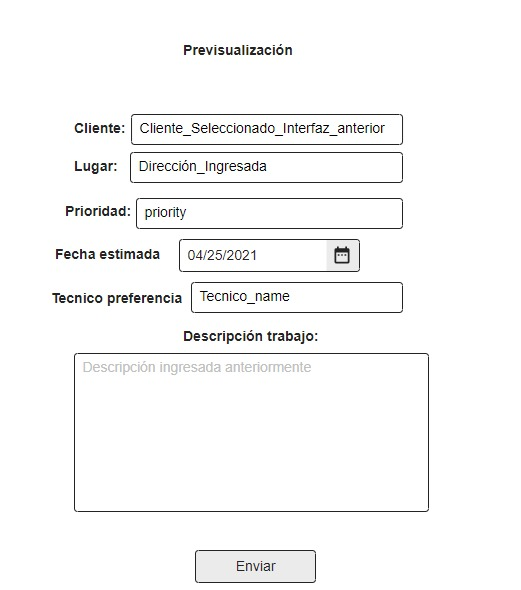 Previsualización
Cliente: Cliente_Seleccionado_Interfaz_anterior
Lugar: Dirección_Ingresada
Prioridad: priority
Fecha estimada 04/25/2021
Tecnico preferencia Tecnico_name
Descripción trabajo:
Descripción ingresada anteriormente
Enviar